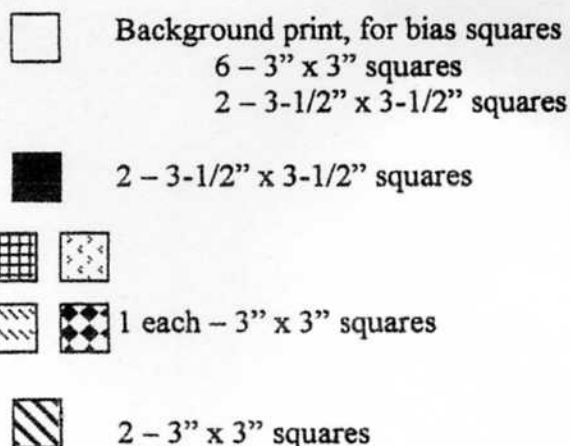 Background print, for bias squares
6 – 3” x 3” squares
2 – 3-1/2” x 3-1/2” squares
2 – 3-1/2” x 3-1/2” squares
1 each – 3” x 3” squares
2 – 3” x 3” squares